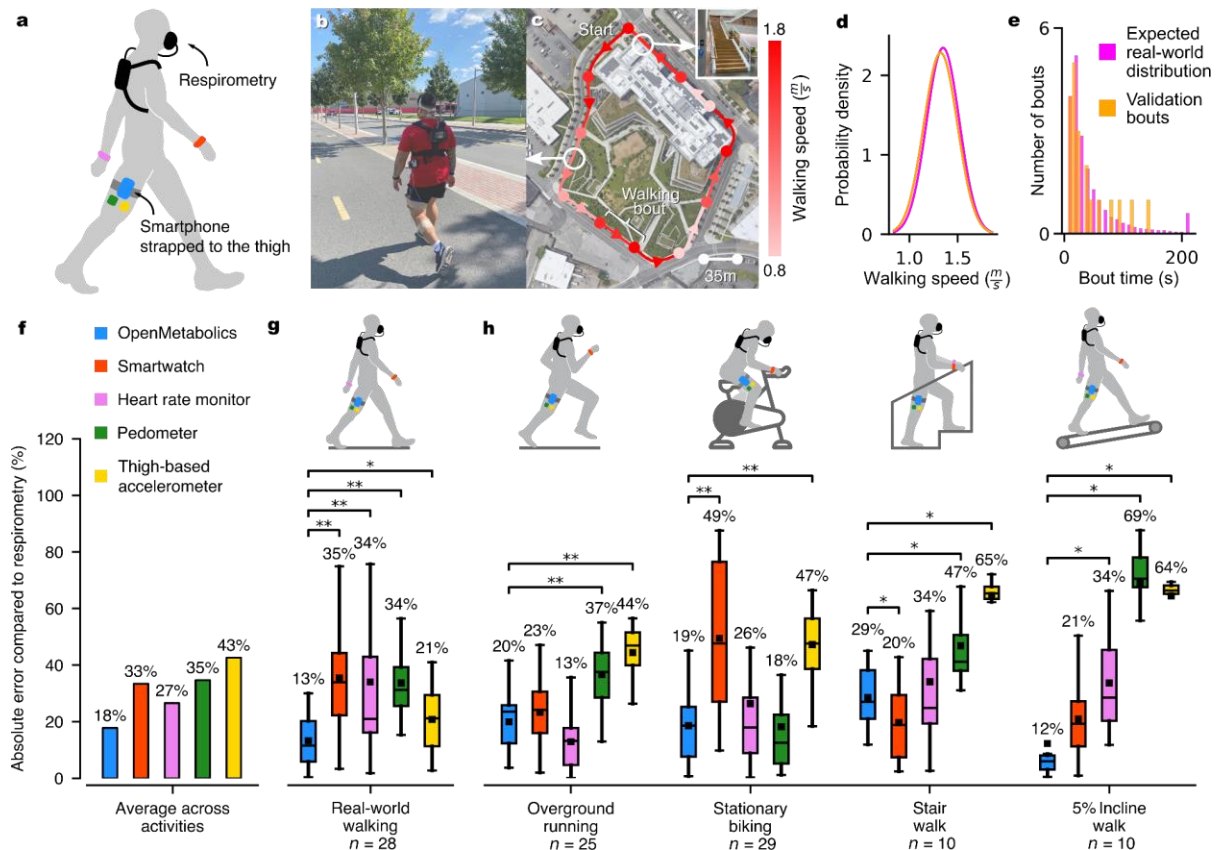 a
Respirometry
Smartphone
strapped to the thigh
b
c
Start
Walking
bout
35m
1.8
Walking speed (m/s)
0.8
d
Probability density
2
1
0
1.0
1.5
Walking speed (m/s)
e
Number of bouts
6
0
Expected
real-world
distribution
Validation
bouts
0
200
Bout time (s)
f
OpenMetabolics
Smartwatch
Heart rate monitor
Pedometer
Thigh-based
accelerometer
Absolute error compared to respirometry (%)
120
100
80
60
40
20
0
18%
33%
27%
35%
43%
Average across
activities
g
*
**
**
**
13%
35%
34%
34%
21%
Real-world
walking
n = 28
h
**
**
20%
23%
13%
37%
44%
Overground
running
n = 25
**
**
19%
49%
26%
18%
47%
Stationary
biking
n = 29
*
*
*
29%
20%
34%
47%
65%
Stair
walk
n = 10
*
*
*
12%
21%
34%
69%
64%
5% Incline
walk
n = 10